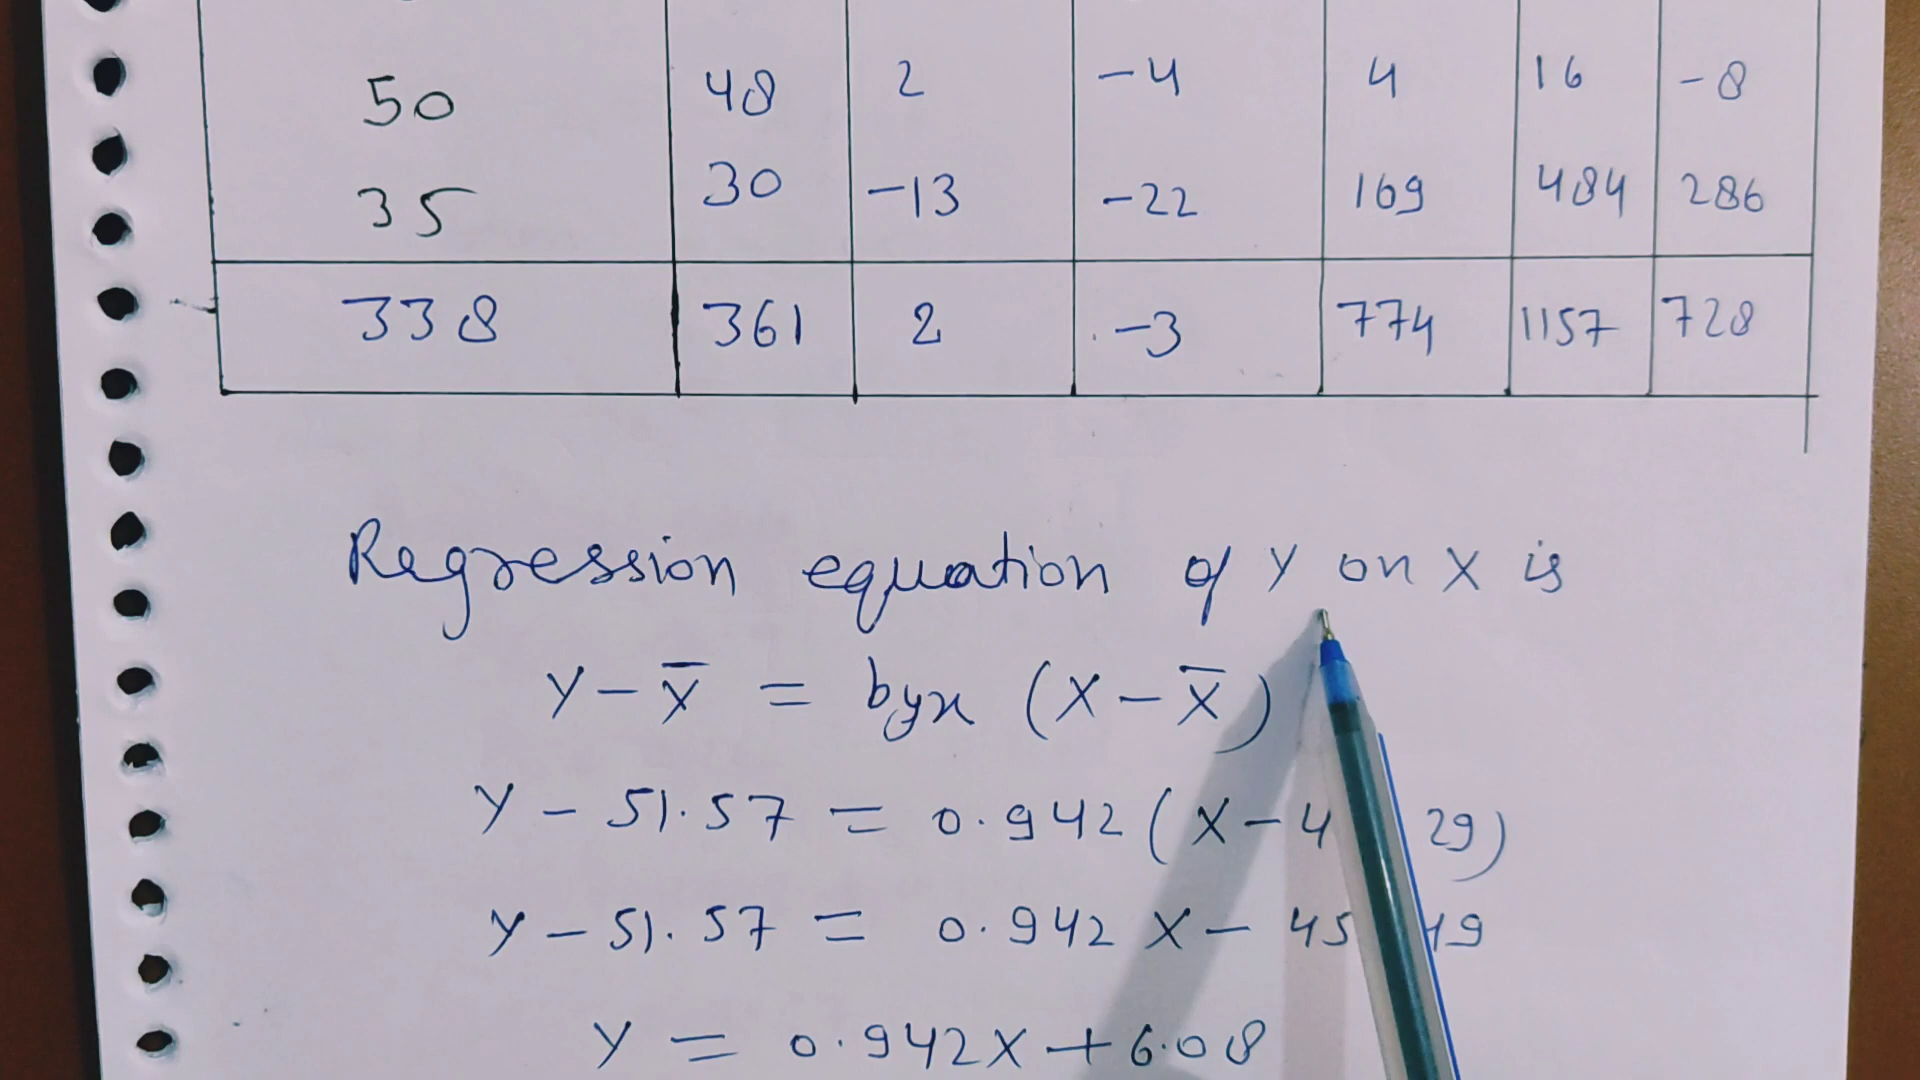 50 48 2 -4 4 16 -8
35 30 -13 -22 169 484 286
338 361 2 -3 774 1157 728
Regression equation of Y on X is
Y - Y̅ = byx (X - X̅)
Y - 51.57 = 0.942 (X - 4 29)
Y - 51.57 = 0.942 X - 45 49
Y = 0.942X + 6.08